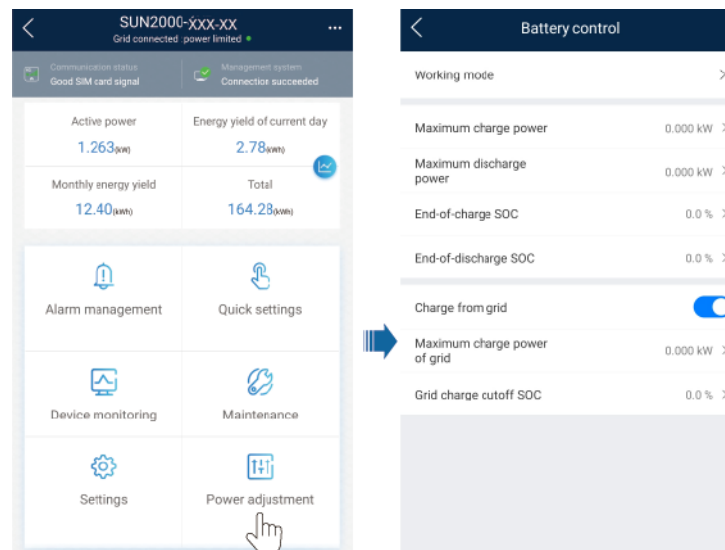 SUN2000-XXX-XX
Grid connected :power limited
Communication status
Good SIM card signal
Management system
Connection succeeded
Active power
1.263(kW)
Energy yield of current day
2.78(kWh)
Monthly energy yield
12.40(kWh)
Total
164.28(kWh)
Alarm management
Quick settings
Device monitoring
Maintenance
Settings
Power adjustment
Battery control
Working mode
Maximum charge power
0.000 kW
Maximum discharge
power
0.000 kW
End-of-charge SOC
0.0 %
End-of-discharge SOC
0.0 %
Charge from grid
Maximum charge power
of grid
0.000 kW
Grid charge cutoff SOC
0.0 %